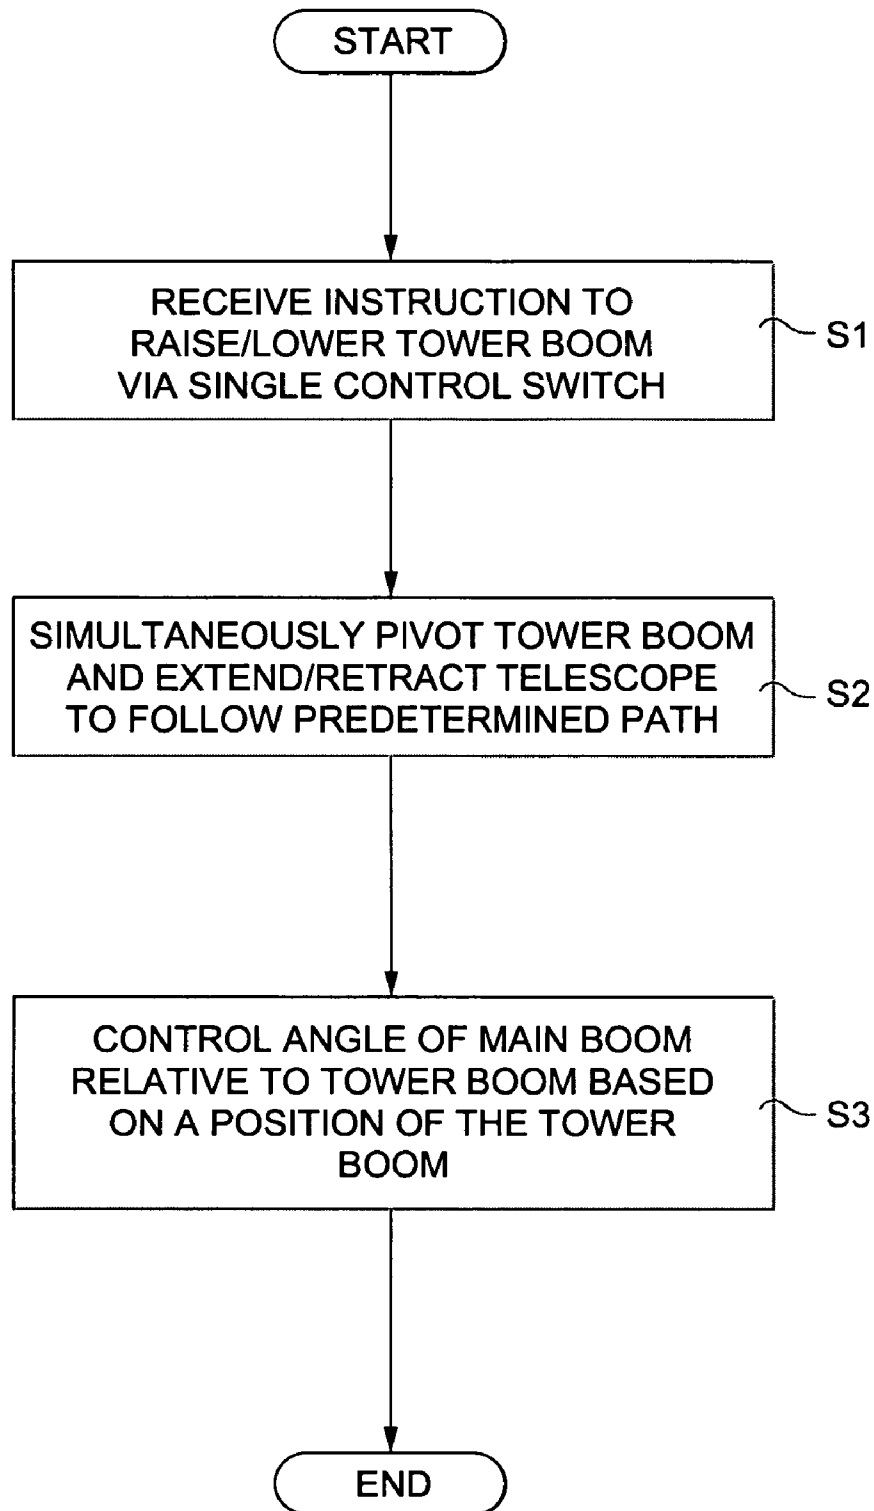 START
RECEIVE INSTRUCTION TO
RAISE/LOWER TOWER BOOM
VIA SINGLE CONTROL SWITCH
S1
SIMULTANEOUSLY PIVOT TOWER BOOM
AND EXTEND/RETRACT TELESCOPE
TO FOLLOW PREDETERMINED PATH
S2
CONTROL ANGLE OF MAIN BOOM
RELATIVE TO TOWER BOOM BASED
ON A POSITION OF THE TOWER
BOOM
S3
END